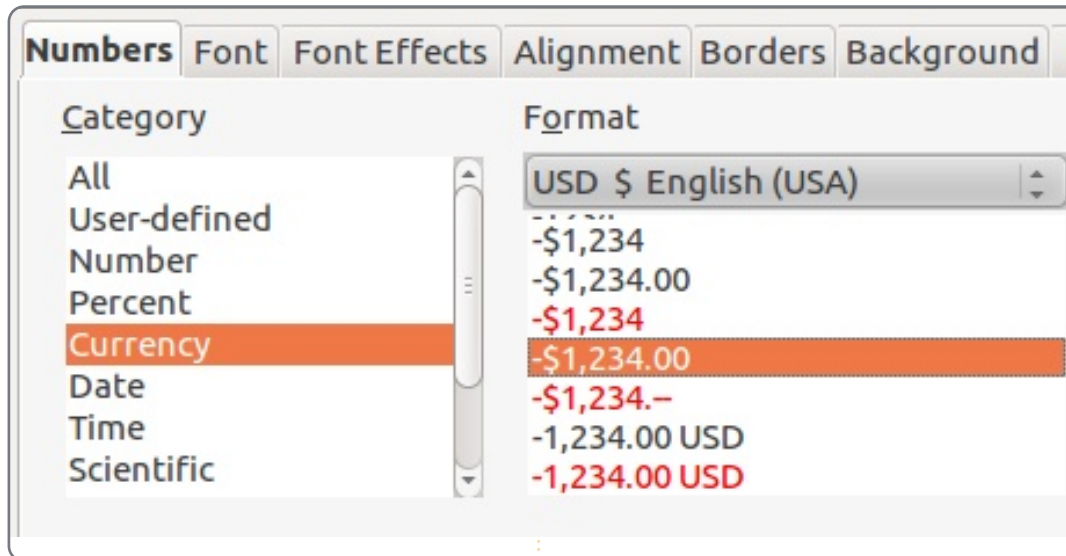 Numbers Font Font Effects Alignment Borders Background
Category
All
User-defined
Number
Percent
Currency
Date
Time
Scientific
Format
USD $ English (USA)
-$1,234
-$1,234.00
-$1,234
-$1,234.00
-$1,234.--
-1,234.00 USD
-1,234.00 USD